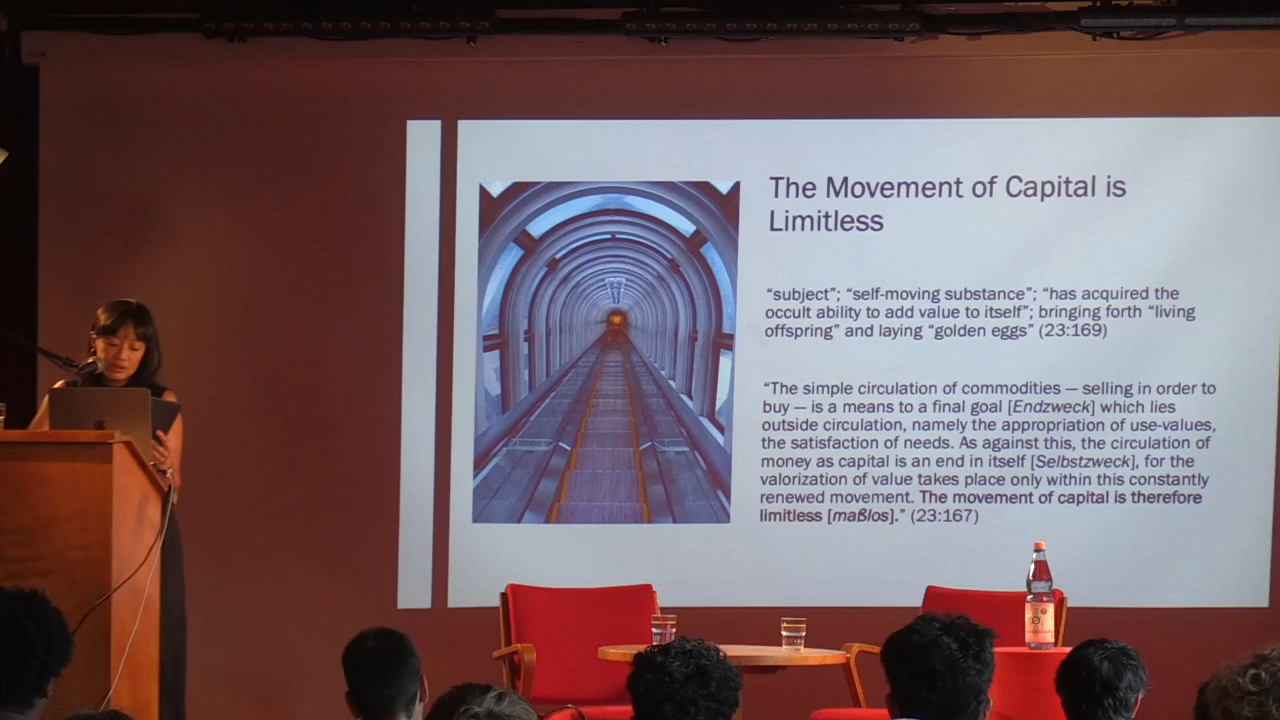 The Movement of Capital is
Limitless
“subject”; “self-moving substance”; “has acquired the
occult ability to add value to itself”; bringing forth “living
offspring” and laying “golden eggs” (23:169)
“The simple circulation of commodities — selling in order to
buy — is a means to a final goal [Endzweck] which lies
outside circulation, namely the appropriation of use-values,
the satisfaction of needs. As against this, the circulation of
money as capital is an end in itself [Selbstzweck], for the
valorization of value takes place only within this constantly
renewed movement. The movement of capital is therefore
limitless [maßlos].” (23:167)